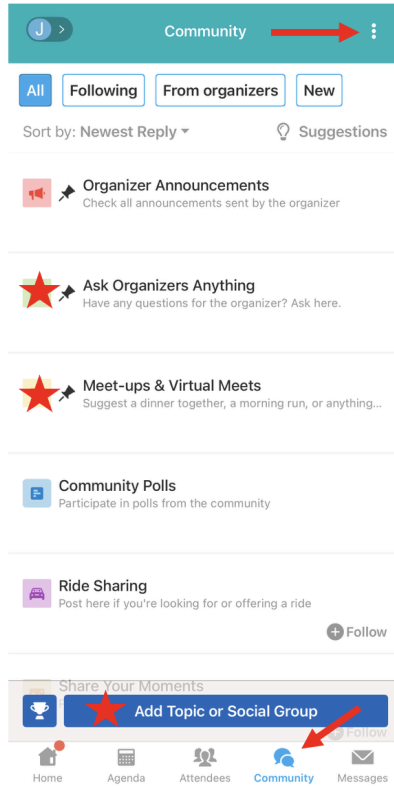 J >
Community
All Following From organizers New
Sort by: Newest Reply Suggestions
Organizer Announcements
Check all announcements sent by the organizer
Ask Organizers Anything
Have any questions for the organizer? Ask here.
Meet-ups & Virtual Meets
Suggest a dinner together, a morning run, or anything...
Community Polls
Participate in polls from the community
Ride Sharing
Post here if you're looking for or offering a ride
Follow
Share Your Moments
Add Topic or Social Group
Follow
Home Agenda Attendees Community Messages